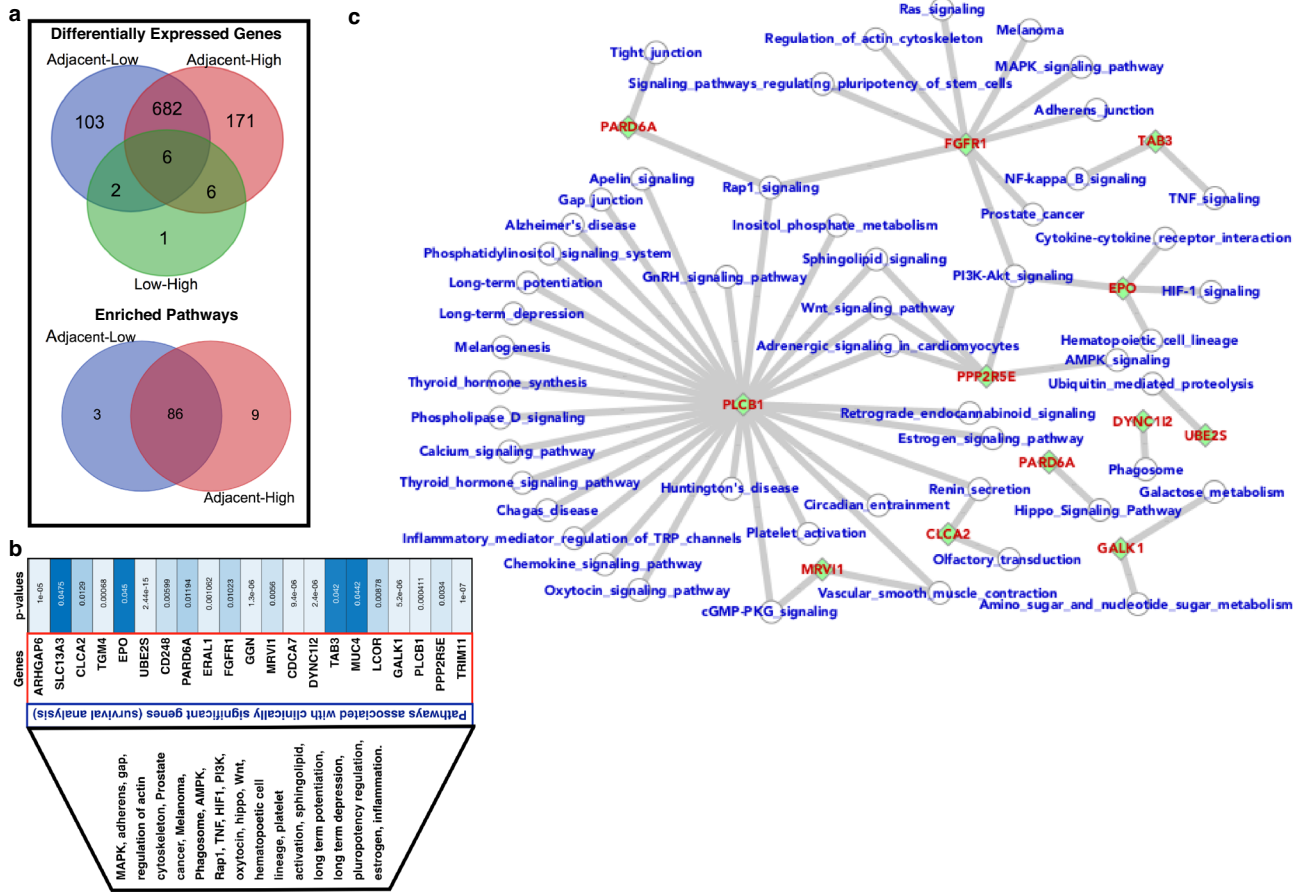 a
Differentially Expressed Genes
Adjacent-Low
Adjacent-High
103
682
171
6
2
6
1
Low-High
Enriched Pathways
Adjacent-Low
3
86
9
Adjacent-High
b
p-values
1e-05
0.0475
0.0129
0.00068
0.045
2.44e-15
0.00599
0.01194
0.001062
0.01023
1.3e-06
0.0056
9.4e-06
2.4e-06
0.042
0.0442
0.00878
5.2e-06
0.000411
0.0034
1e-07
Genes
ARHGAP6
SLC13A3
CLCA2
TGM4
EPO
UBE2S
CD248
PARD6A
ERAL1
FGFR1
GGN
MRVI1
CDCA7
DYNC1I2
TAB3
MUC4
LCOR
GALK1
PLCB1
PPP2R5E
TRIM11
Pathways associated with clinically significant genes (survival analysis)
MAPK, adherens, gap,
regulation of actin
cytoskeleton, Prostate
cancer, Melanoma,
Phagosome, AMPK,
Rap1, TNF, HIF1, PI3K,
oxytocin, hippo, Wnt,
hematopoetic cell
lineage, platelet
activation, sphingolipid,
long term potentiation,
long term depression,
pluropotency regulation,
estrogen, inflammation.
c
Ras_signaling
Melanoma
Regulation_of_actin_cytoskeleton
Tight_junction
MAPK_signaling_pathway
Signaling_pathways_regulating_pluripotency_of_stem_cells
Adherens_junction
PARD6A
FGFR1
TAB3
Apelin_signaling
Rap1_signaling
NF-kappa_B_signaling
Gap_junction
TNF_signaling
Prostate_cancer
Alzheimer's_disease
Inositol_phosphate_metabolism
Cytokine-cytokine_receptor_interaction
Phosphatidylinositol_signaling_system
Sphingolipid_signaling
GnRH_signaling_pathway
PI3K-Akt_signaling
Long-term_potentiation
EPO
HIF-1_signaling
Wnt_signaling_pathway
Long-term_depression
Hematopoietic_cell_lineage
Melanogenesis
Adrenergic_signaling_in_cardiomyocytes
AMPK_signaling
PPP2R5E
Thyroid_hormone_synthesis
Ubiquitin_mediated_proteolysis
PLCB1
Phospholipase_D_signaling
Retrograde_endocannabinoid_signaling
DYNC1I2
Estrogen_signaling_pathway
UBE2S
Calcium_signaling_pathway
PARD6A
Phagosome
Thyroid_hormone_signaling_pathway
Huntington's_disease
Renin_secretion
Galactose_metabolism
Circadian_entrainment
Chagas_disease
Hippo_Signaling_Pathway
Inflammatory_mediator_regulation_of_TRP_channels
Platelet_activation
CLCA2
GALK1
Chemokine_signaling_pathway
Olfactory_transduction
MRVI1
Oxytocin_signaling_pathway
Vascular_smooth_muscle_contraction
Amino_sugar_and_nucleotide_sugar_metabolism
cGMP-PKG_signaling